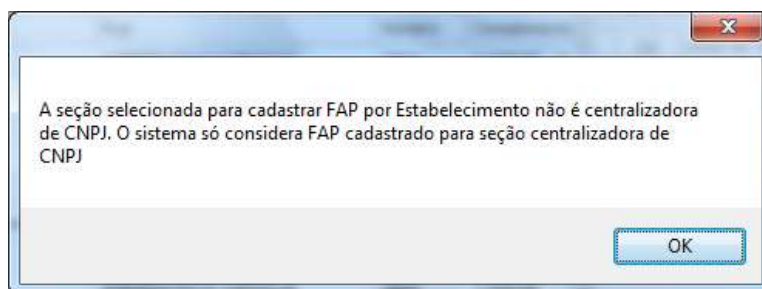 A seção selecionada para cadastrar FAP por Estabelecimento não é centralizadora
de CNPJ. O sistema só considera FAP cadastrado para seção centralizadora de
CNPJ
OK